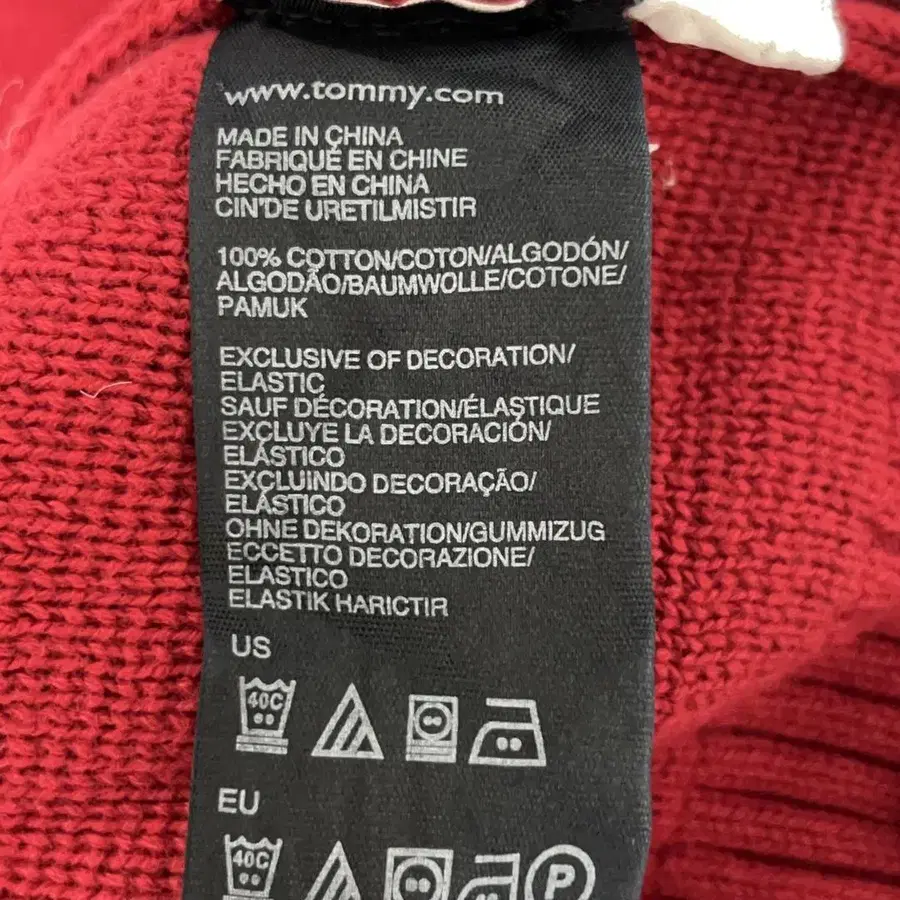 www.tommy.com
MADE IN CHINA
FABRIQUE EN CHINE
HECHO EN CHINA
CIN'DE URETILMISTIR
100% COTTON/COTON/ALGODÓN/
ALGODÃO/BAUMWOLLE/COTONE/
PAMUK
EXCLUSIVE OF DECORATION/
ELASTIC
SAUF DÉCORATION/ÉLASTIQUE
EXCLUYE LA DECORACIÓN/
ELÁSTICO
EXCLUINDO DECORAÇÃO/
ELÁSTICO
OHNE DEKORATION/GUMMIZUG
ECCETTO DECORAZIONE/
ELASTICO
ELASTIK HARICTIR
US
40C
EU
40C P